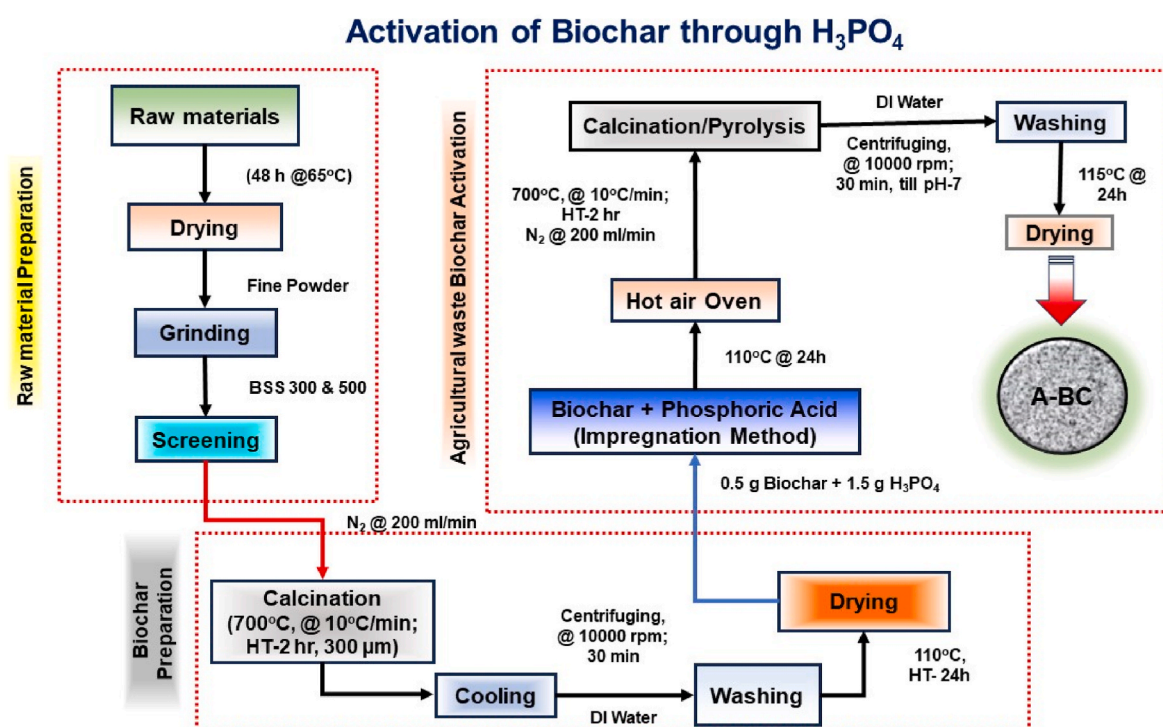 Activation of Biochar through H₃PO₄
Raw material Preparation
Raw materials
(48 h @65°C)
Drying
Fine Powder
Grinding
BSS 300 & 500
Screening
N₂ @ 200 ml/min
Biochar
Preparation
Calcination
(700°C, @ 10°C/min;
HT-2 hr, 300 µm)
Cooling
Centrifuging,
@ 10000 rpm;
30 min
DI Water
Washing
110°C,
HT- 24h
Drying
Agricultural waste Biochar Activation
0.5 g Biochar + 1.5 g H₃PO₄
Biochar + Phosphoric Acid
(Impregnation Method)
110°C @ 24h
Hot air Oven
700°C, @ 10°C/min;
HT-2 hr
N₂ @ 200 ml/min
Calcination/Pyrolysis
DI Water
Centrifuging,
@ 10000 rpm;
30 min, till pH-7
Washing
115°C @
24h
Drying
A-BC